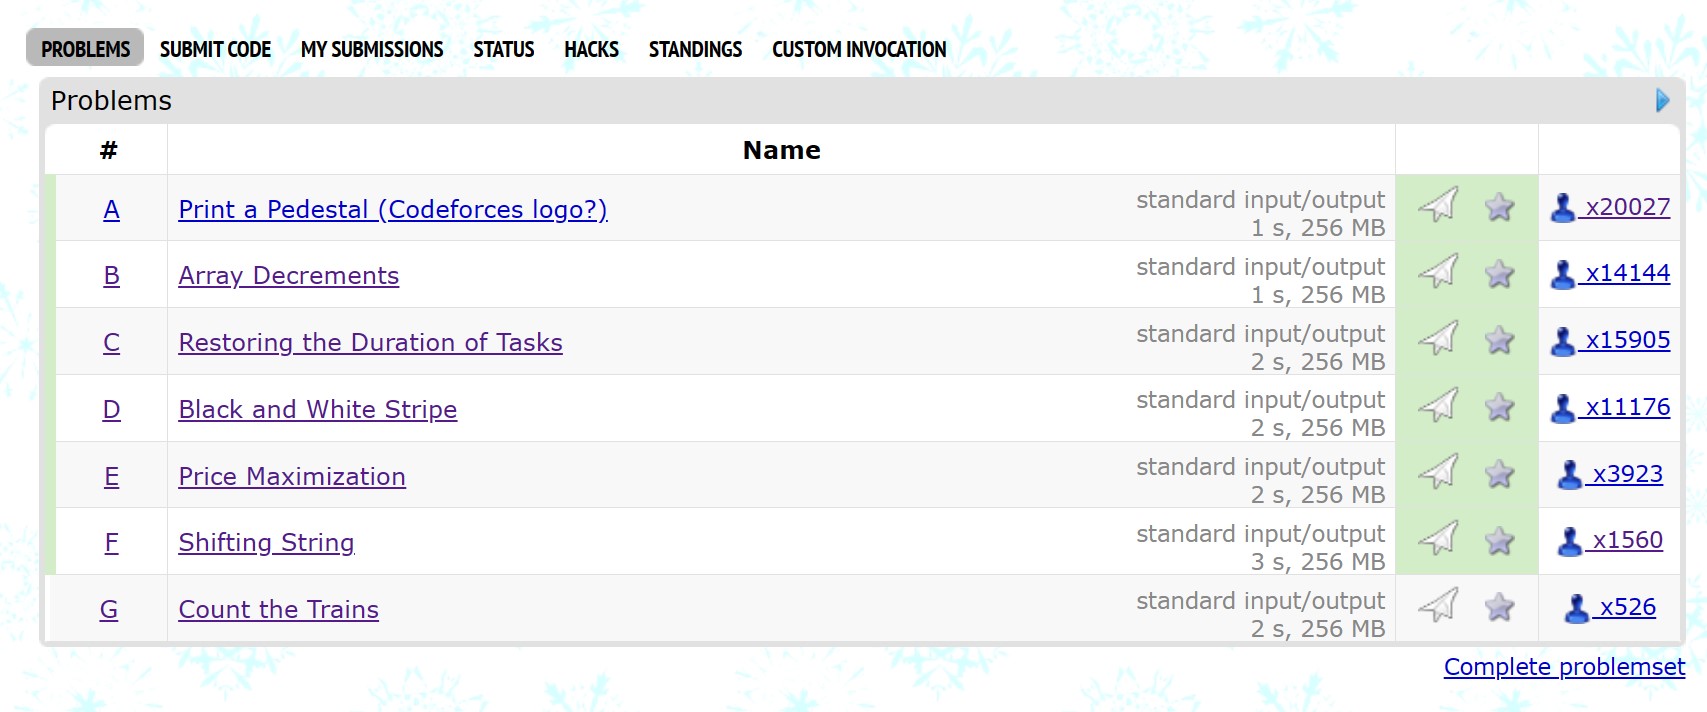 PROBLEMS SUBMIT CODE MY SUBMISSIONS STATUS HACKS STANDINGS CUSTOM INVOCATION
Problems
# Name
A Print a Pedestal (Codeforces logo?) standard input/output x20027
1 s, 256 MB
B Array Decrements standard input/output x14144
1 s, 256 MB
C Restoring the Duration of Tasks standard input/output x15905
2 s, 256 MB
D Black and White Stripe standard input/output x11176
2 s, 256 MB
E Price Maximization standard input/output x3923
2 s, 256 MB
F Shifting String standard input/output x1560
3 s, 256 MB
G Count the Trains standard input/output x526
2 s, 256 MB
Complete problemset